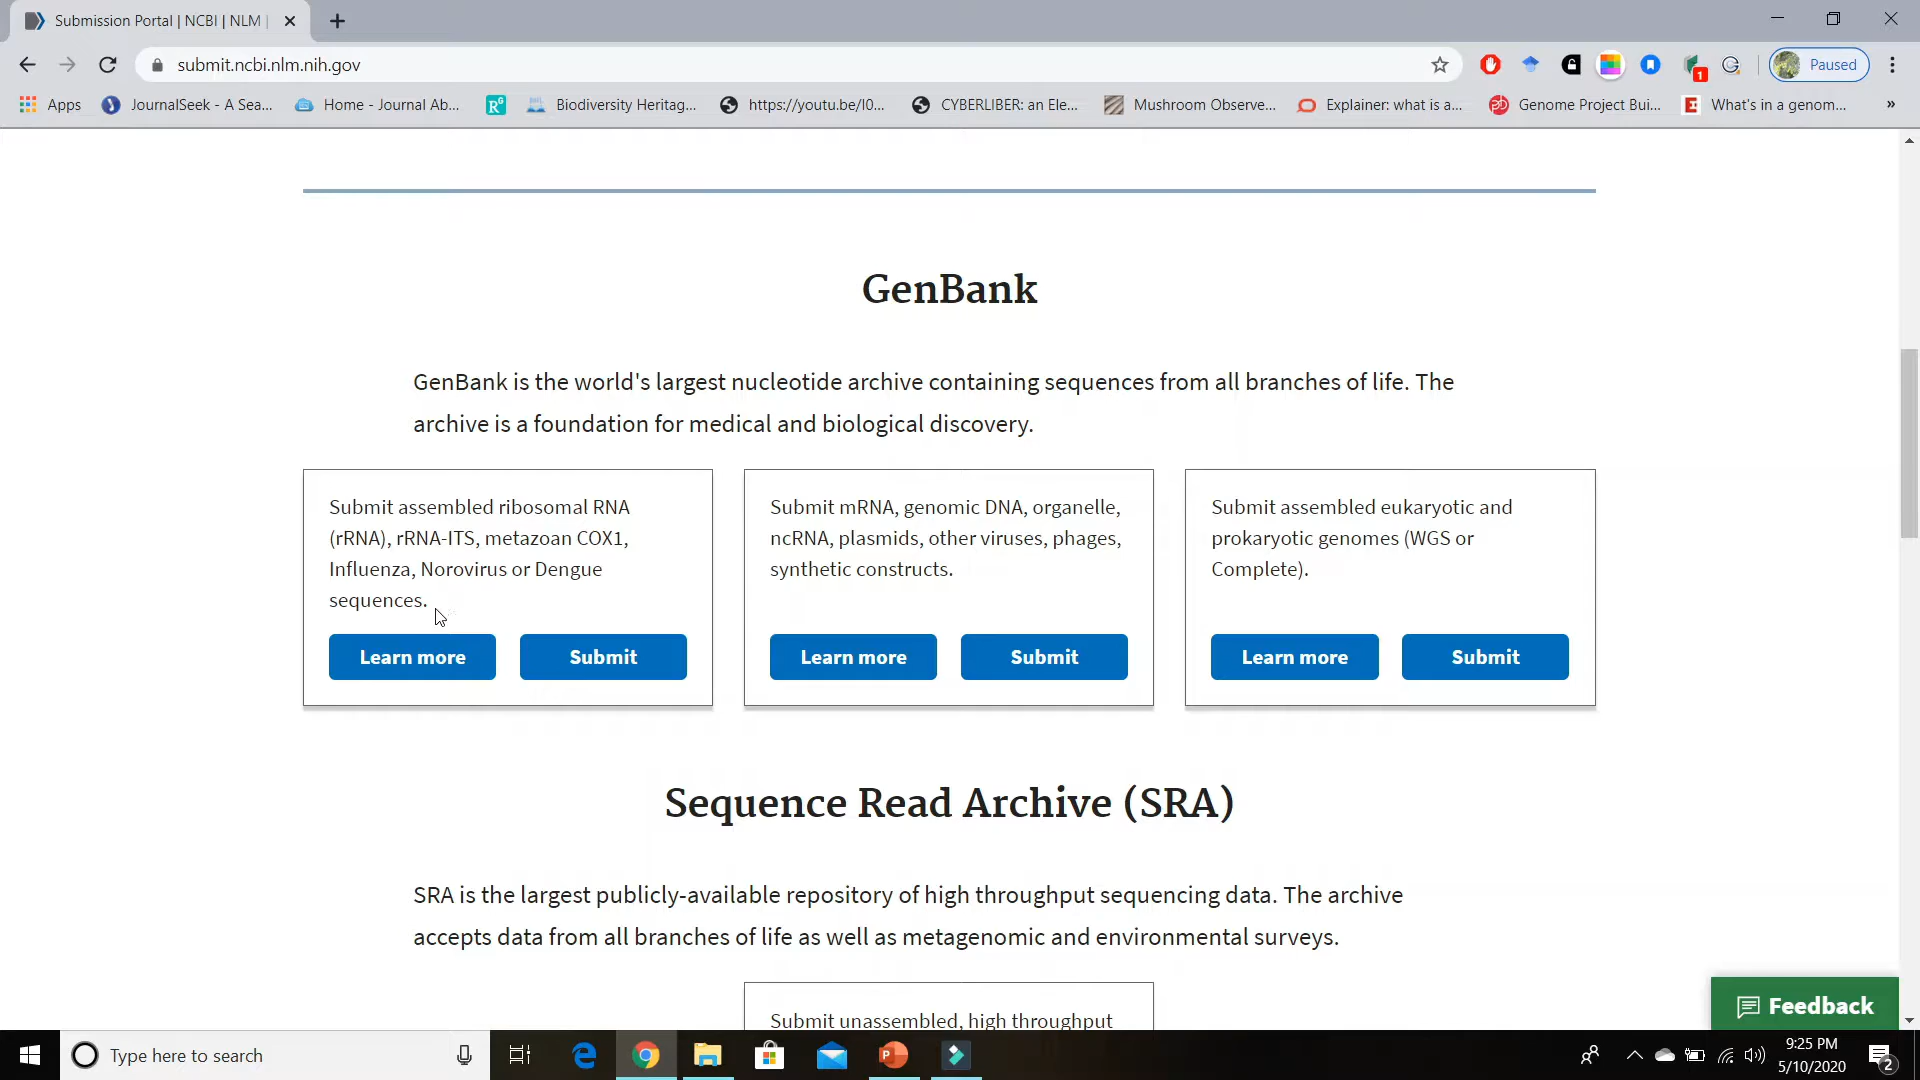 Submission Portal | NCBI | NLM |
submit.ncbi.nlm.nih.gov
1
Paused
Apps
JournalSeek - A Sea...
Home - Journal Ab...
RG
Biodiversity Heritag...
https://youtu.be/I0...
CYBERLIBER: an Ele...
Mushroom Observe...
Explainer: what is a...
Genome Project Bui...
What's in a genom...
»
GenBank
GenBank is the world's largest nucleotide archive containing sequences from all branches of life. The
archive is a foundation for medical and biological discovery.
Submit assembled ribosomal RNA
(rRNA), rRNA-ITS, metazoan COX1,
Influenza, Norovirus or Dengue
sequences.
Learn more
Submit
Submit mRNA, genomic DNA, organelle,
ncRNA, plasmids, other viruses, phages,
synthetic constructs.
Learn more
Submit
Submit assembled eukaryotic and
prokaryotic genomes (WGS or
Complete).
Learn more
Submit
Sequence Read Archive (SRA)
SRA is the largest publicly-available repository of high throughput sequencing data. The archive
accepts data from all branches of life as well as metagenomic and environmental surveys.
Submit unassembled, high throughput
Feedback
Type here to search
9:25 PM
5/10/2020
2